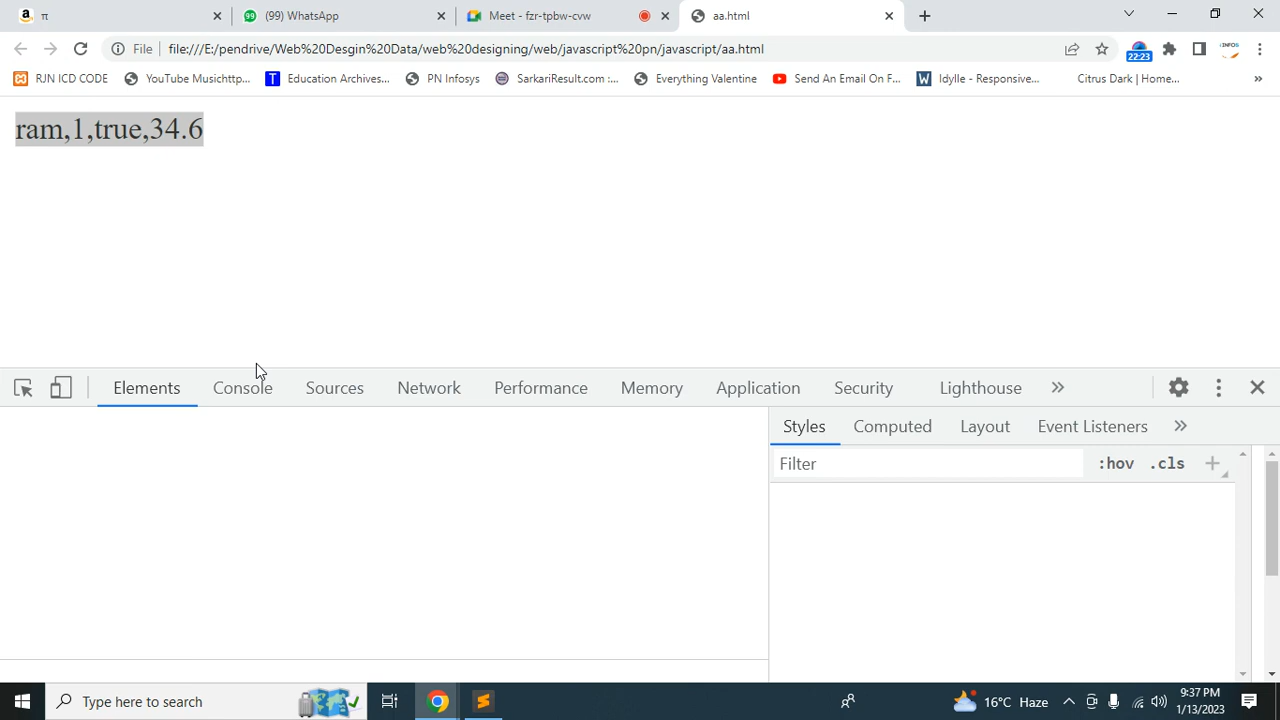 π
(99) WhatsApp
Meet - fzr-tpbw-cvw
aa.html
File
file:///E:/pendrive/Web%20Desgin%20Data/web%20designing/web/javascript%20pn/javascript/aa.html
22:23
RJN ICD CODE
YouTube Musichttp...
Education Archives...
PN Infosys
SarkariResult.com :...
Everything Valentine
Send An Email On F...
Idylle - Responsive...
Citrus Dark | Home...
»
ram,1,true,34.6
Elements
Console
Sources
Network
Performance
Memory
Application
Security
Lighthouse
»
Styles
Computed
Layout
Event Listeners
»
Filter
:hov
.cls
+
Type here to search
16°C Haze
9:37 PM
1/13/2023